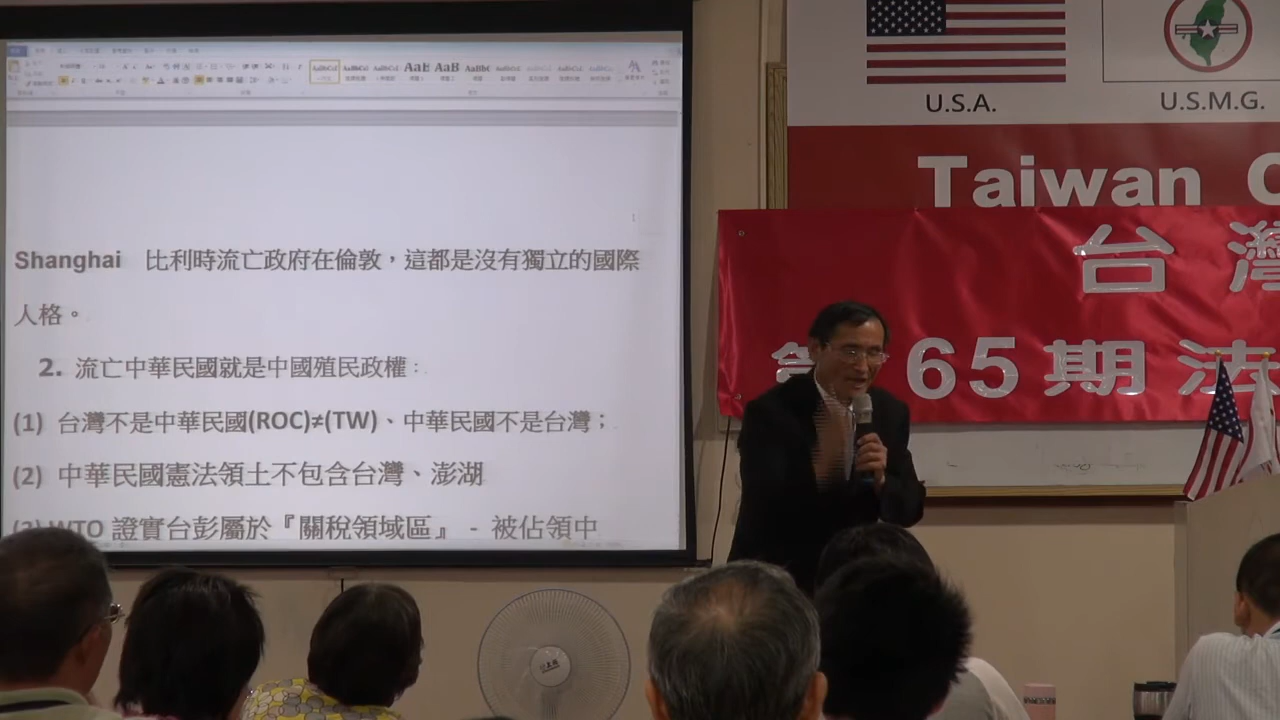 Shanghai 比利時流亡政府在倫敦，這都是沒有獨立的國際
人格。
2. 流亡中華民國就是中國殖民政權：
(1) 台灣不是中華民國(ROC)≠(TW)、中華民國不是台灣；
(2) 中華民國憲法領土不包含台灣、澎湖
(3) WTO 證實台彭屬於『關稅領域區』 - 被佔領中
U.S.A.
U.S.M.G.
Taiwan C
台灣
第65期法